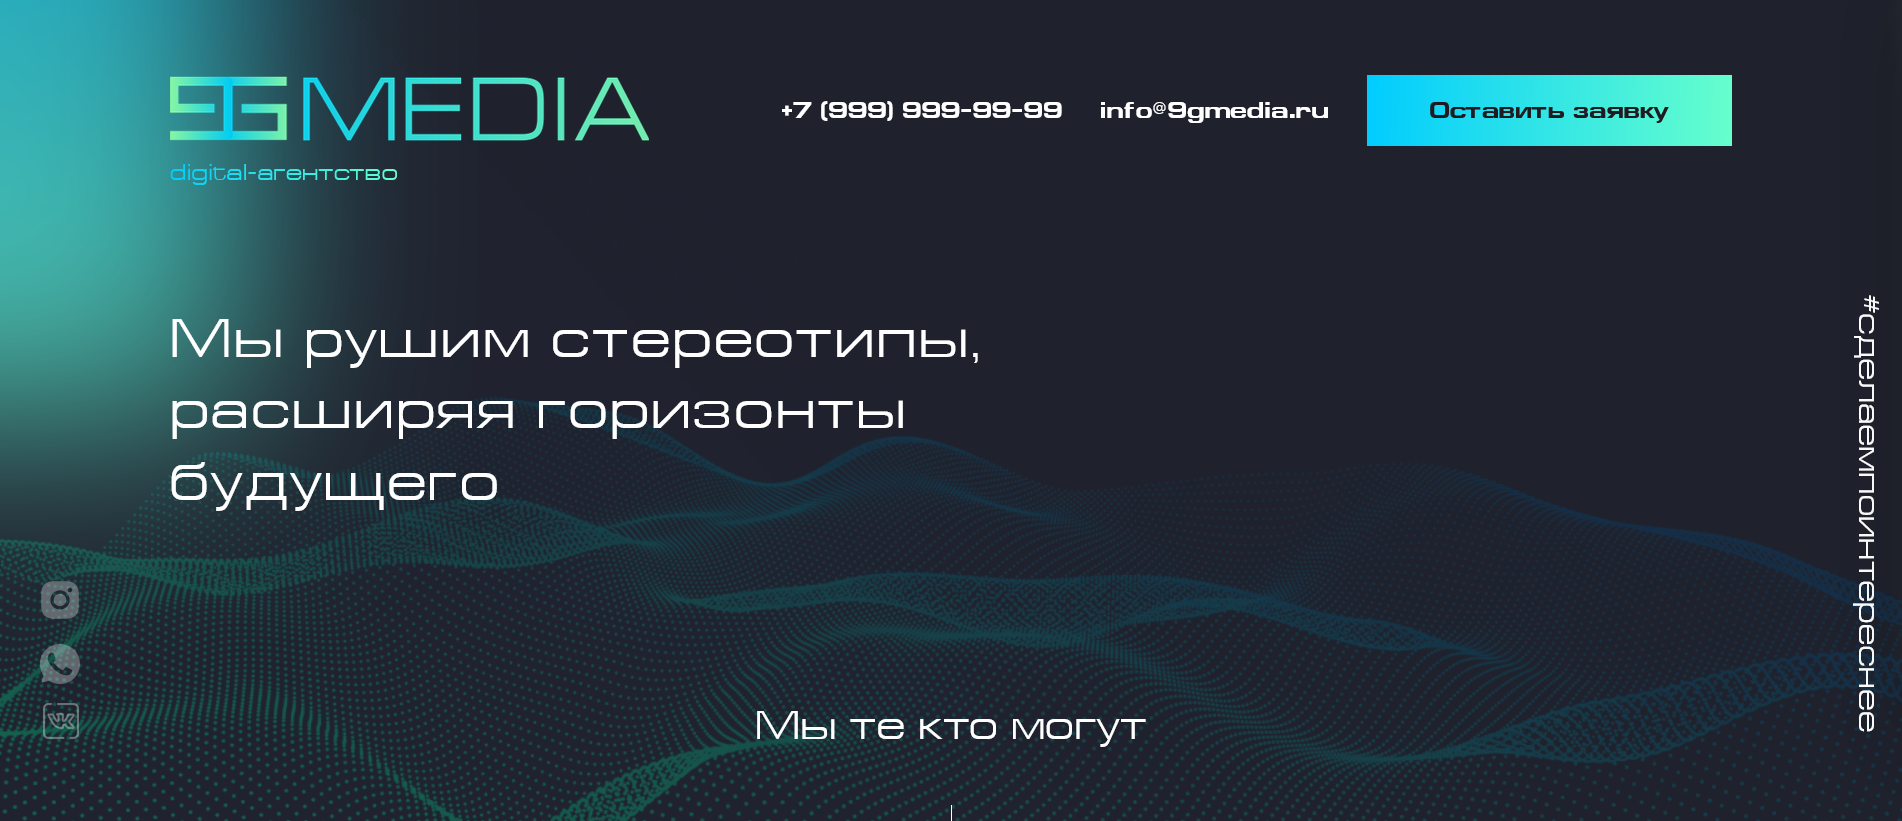 9GMEDIA
digital-агентство
+7 (999) 999-99-99
info@9gmedia.ru
Оставить заявку
Мы рушим стереотипы,
расширяя горизонты
будущего
#сделаемпоинтереснее
Мы те кто могут